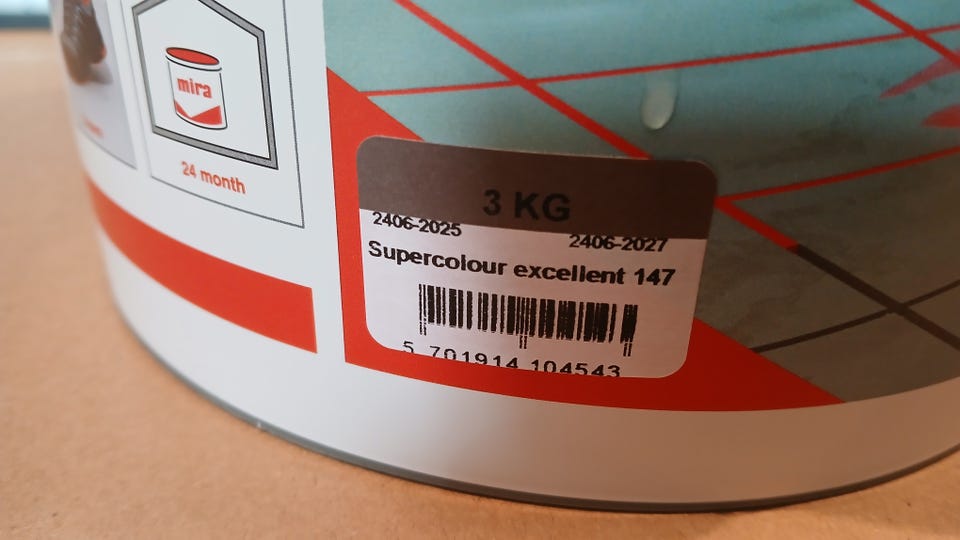 mira
24 month
3 KG
2406-2025 2406-2027
Supercolour excellent 147
5 701914 104543